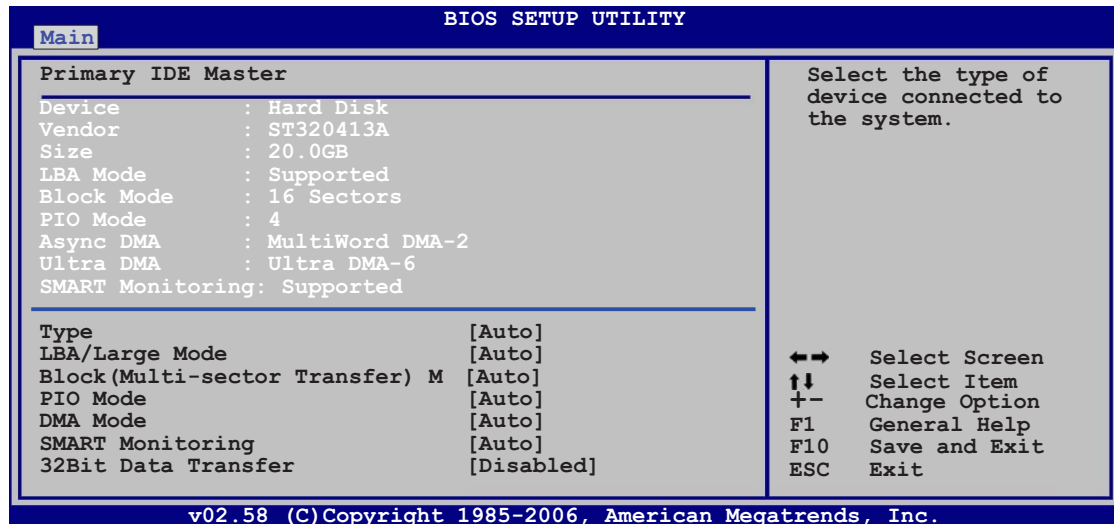 BIOS SETUP UTILITY
Main
Primary IDE Master
Device : Hard Disk
Vendor : ST320413A
Size : 20.0GB
LBA Mode : Supported
Block Mode : 16 Sectors
PIO Mode : 4
Async DMA : MultiWord DMA-2
Ultra DMA : Ultra DMA-6
SMART Monitoring: Supported
Type [Auto]
LBA/Large Mode [Auto]
Block(Multi-sector Transfer) M [Auto]
PIO Mode [Auto]
DMA Mode [Auto]
SMART Monitoring [Auto]
32Bit Data Transfer [Disabled]
Select the type of
device connected to
the system.
←→ Select Screen
↑↓ Select Item
+- Change Option
F1 General Help
F10 Save and Exit
ESC Exit
v02.58 (C)Copyright 1985-2006, American Megatrends, Inc.